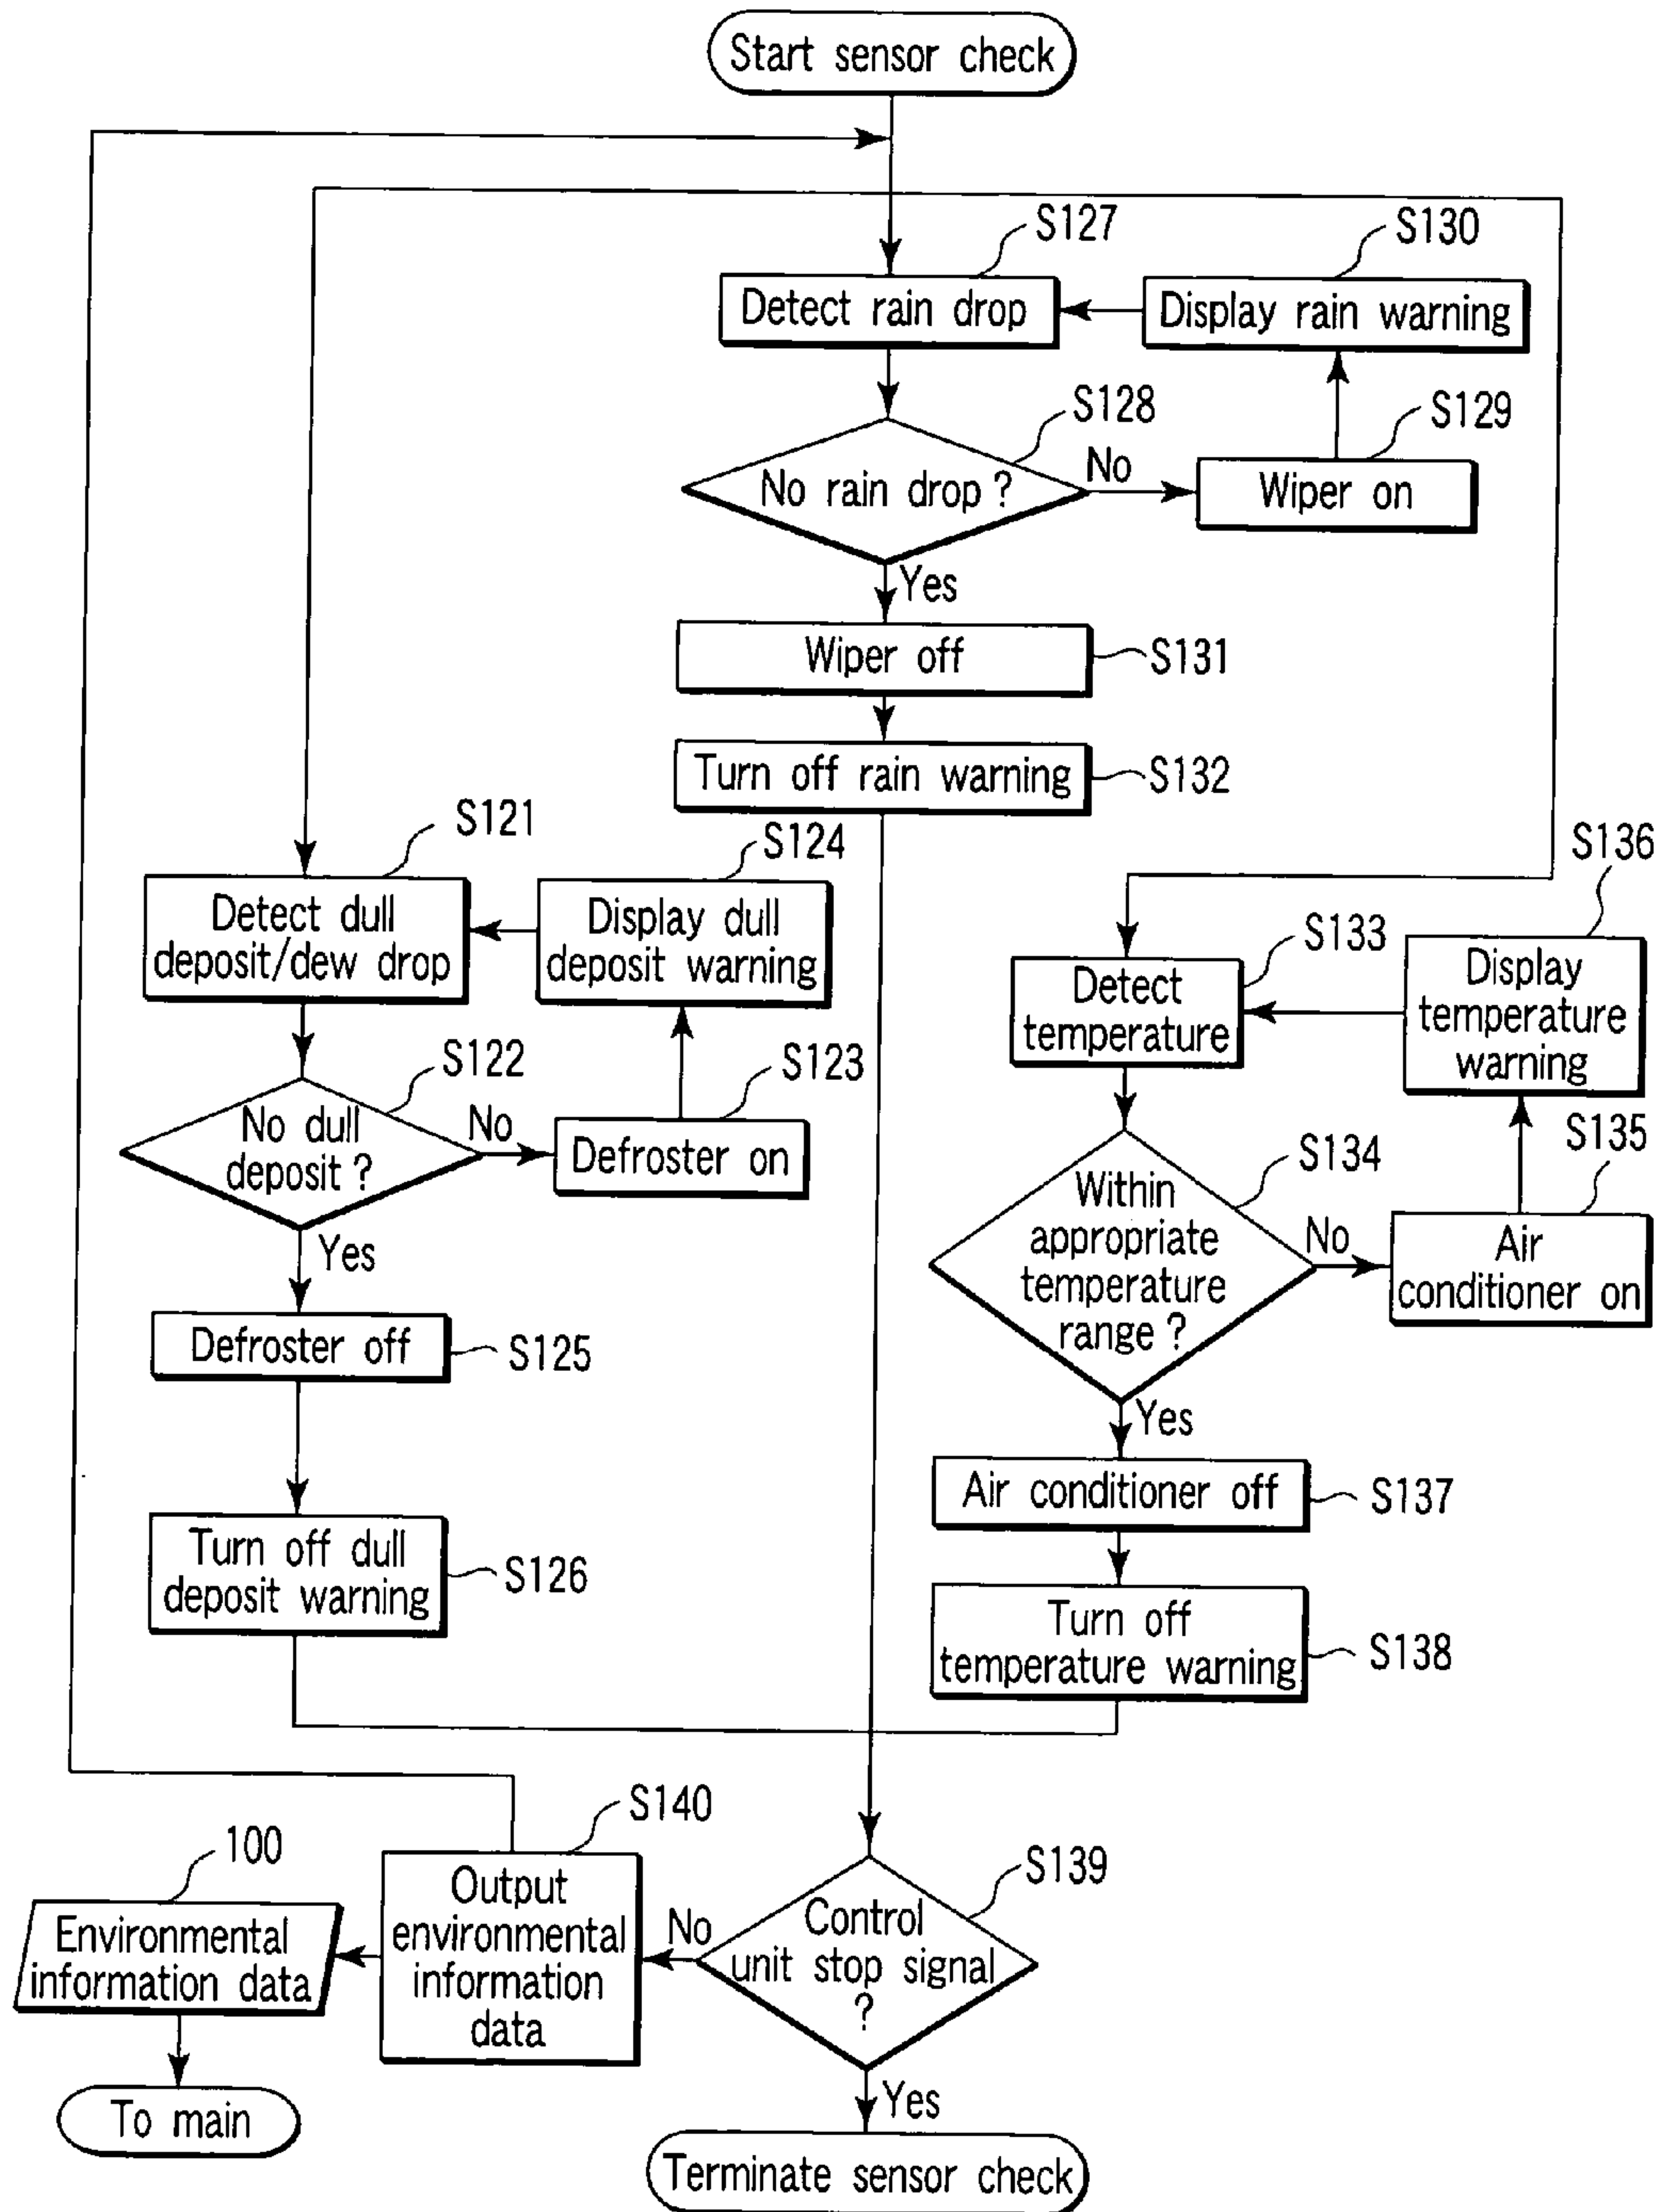 Start sensor check
S127
S130
Detect rain drop
Display rain warning
S128
S129
No rain drop ?
No
Wiper on
Yes
Wiper off
S131
Turn off rain warning
S132
S121
S124
Detect dull
deposit/dew drop
Display dull
deposit warning
S122
S123
No dull
deposit ?
No
Defroster on
Yes
Defroster off
S125
Turn off dull
deposit warning
S126
S133
S136
Detect
temperature
Display
temperature
warning
S134
S135
Within
appropriate
temperature
range ?
No
Air
conditioner on
Yes
Air conditioner off
S137
Turn off
temperature warning
S138
S139
Control
unit stop signal
?
No
S140
Output
environmental
information
data
100
Environmental
information data
To main
Yes
Terminate sensor check